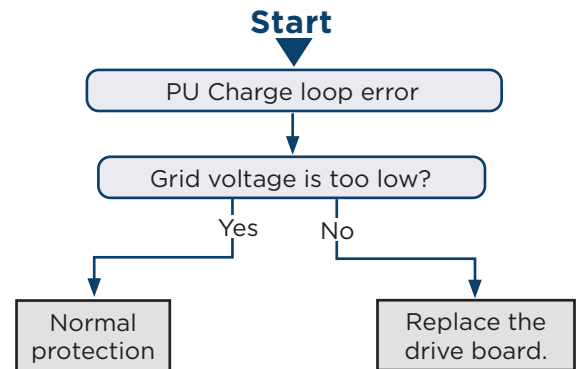 Start
PU Charge loop error
Grid voltage is too low?
Yes
No
Normal
protection
Replace the
drive board.